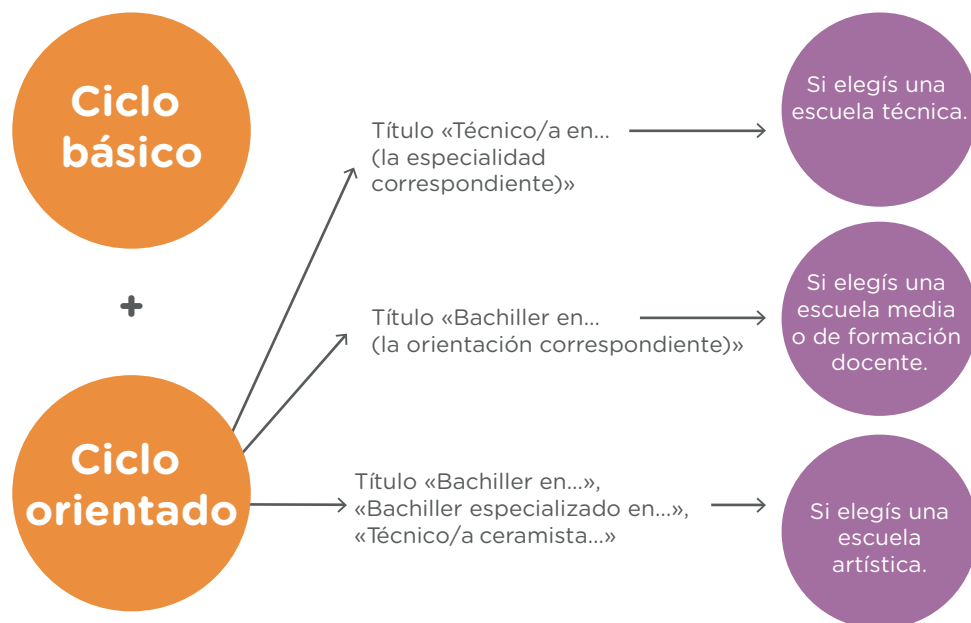 Ciclo
básico
+
Ciclo
orientado
Título «Técnico/a en...
(la especialidad
correspondiente)»
Si elegís una
escuela técnica.
Título «Bachiller en...
(la orientación correspondiente)»
Si elegís una
escuela media
o de formación
docente.
Título «Bachiller en...»,
«Bachiller especializado en...»,
«Técnico/a ceramista...»
Si elegís una
escuela
artística.